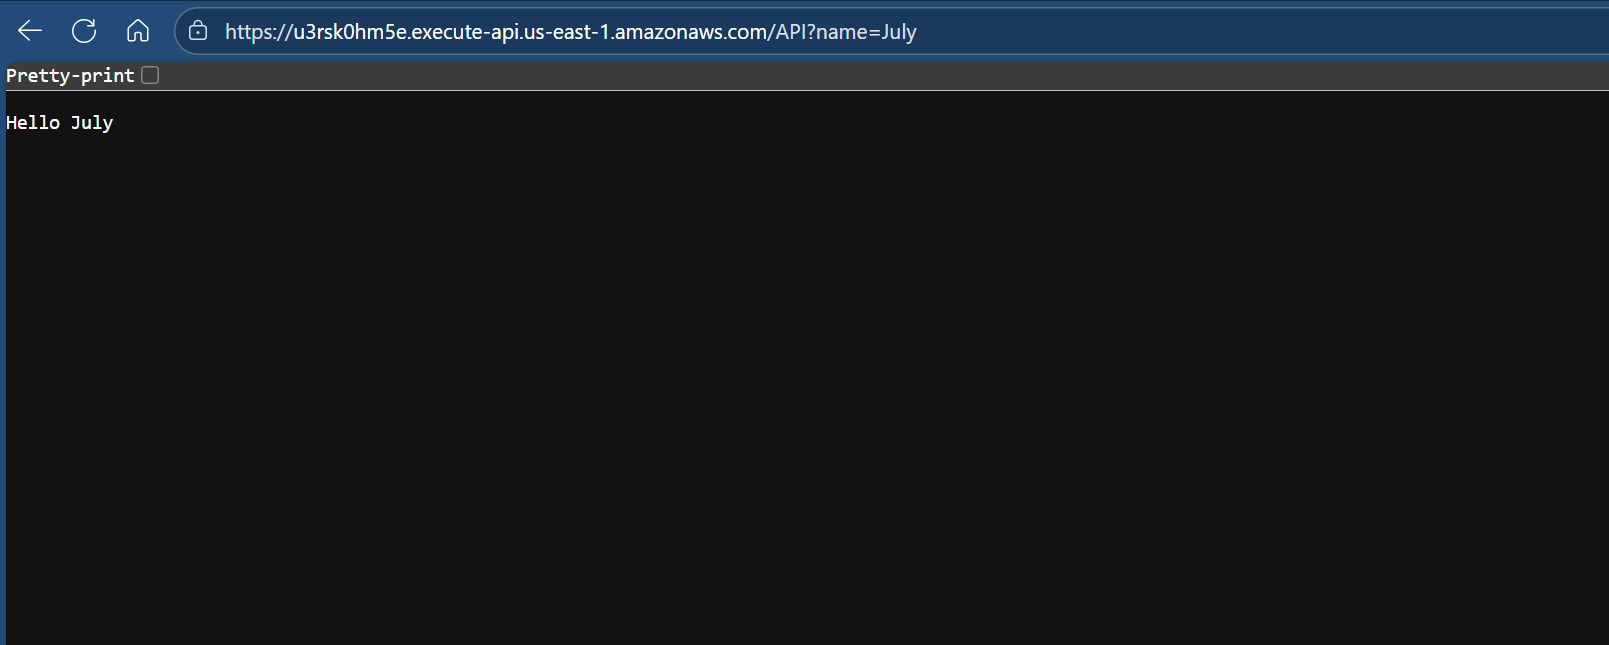 https://u3rsk0hm5e.execute-api.us-east-1.amazonaws.com/API?name=July
Pretty-print
Hello July